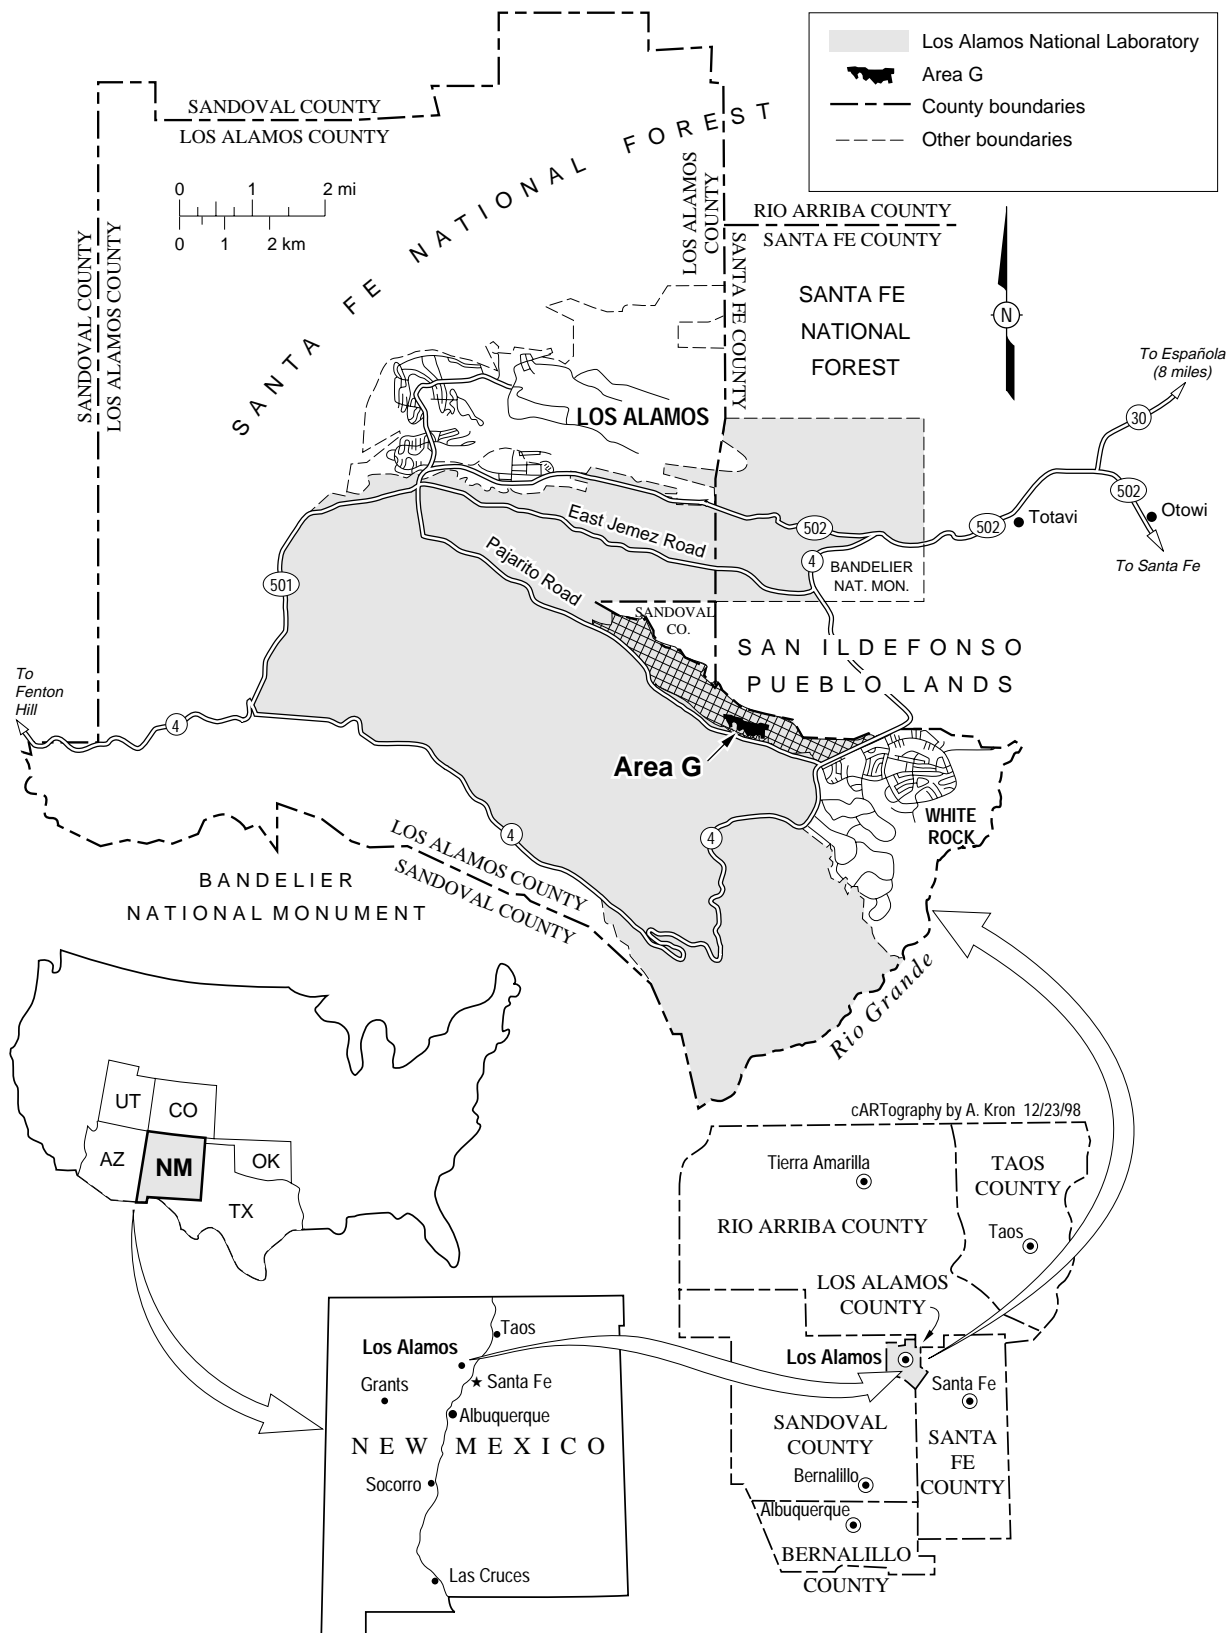 Los Alamos National Laboratory
Area G
County boundaries
Other boundaries
SANDOVAL COUNTY
LOS ALAMOS COUNTY
0 1 2 mi
0 1 2 km
SANTA FE NATIONAL FOREST
SANDOVAL COUNTY
LOS ALAMOS COUNTY
LOS ALAMOS
COUNTY
SANTA FE COUNTY
RIO ARRIBA COUNTY
SANTA FE COUNTY
SANTA FE
NATIONAL
FOREST
N
To Española
(8 miles)
30
LOS ALAMOS
502
Otowi
502
Totavi
502
To Santa Fe
East Jemez Road
Pajarito Road
4
BANDELIER
NAT. MON.
501
SANDOVAL
CO.
SAN ILDEFONSO
PUEBLO LANDS
To
Fenton
Hill
4
Area G
WHITE
ROCK
4
4
LOS ALAMOS COUNTY
SANDOVAL COUNTY
BANDELIER
NATIONAL MONUMENT
Rio Grande
UT
CO
AZ
NM
OK
TX
cARTography by A. Kron 12/23/98
Tierra Amarilla
TAOS
COUNTY
RIO ARRIBA COUNTY
Taos
LOS ALAMOS
COUNTY
Los Alamos
Santa Fe
SANDOVAL
COUNTY
SANTA
FE
COUNTY
Bernalillo
Albuquerque
BERNALILLO
COUNTY
Taos
Los Alamos
Santa Fe
Grants
Albuquerque
NEW MEXICO
Socorro
Las Cruces